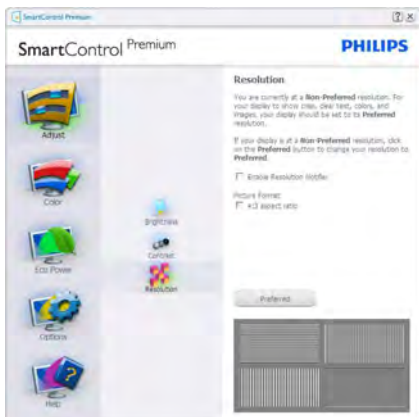 SmartControl Premium
SmartControl Premium
PHILIPS
Adjust
Color
Eco Power
Options
Help
Brightness
Contrast
Resolution
Resolution
You are currently at a Non-Preferred resolution. For
your display to show crisp, clear text, colors, and
images, your display should be set to its Preferred
resolution.
If your display is at a Non-Preferred resolution, click
on the Preferred button to change your resolution to
Preferred.
Enable Resolution Notifier
Picture Format
4:3 aspect ratio
Preferred